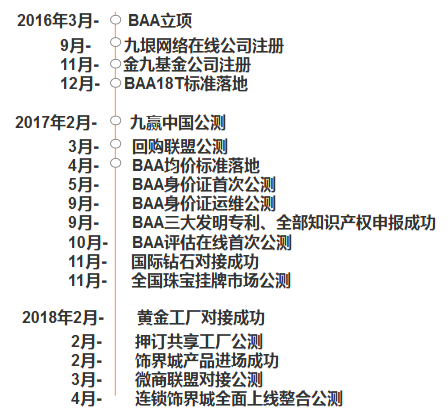 2016年3月- BAA立项
9月- 九垠网络在线公司注册
11月- 金九基金公司注册
12月- BAA18T标准落地
2017年2月- 九赢中国公测
3月- 回购联盟公测
4月- BAA均价标准落地
5月- BAA身价证首次公测
9月- BAA身价证运维公测
9月- BAA三大发明专利、全部知识产权申报成功
10月- BAA评估在线首次公测
11月- 国际钻石对接成功
11月- 全国珠宝挂牌市场公测
2018年2月- 黄金工厂对接成功
2月- 押订共享工厂公测
2月- 饰界城产品进场成功
3月- 微商联盟对接公测
4月- 连锁饰界城全面上线整合公测